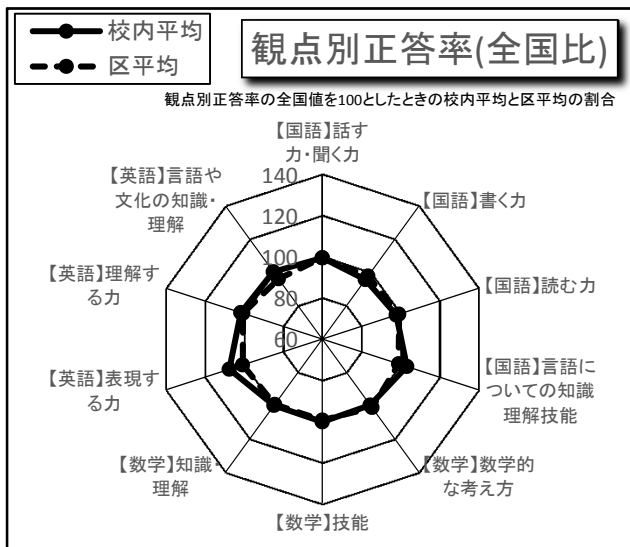 校内平均
区平均
観点別正答率(全国比)
観点別正答率の全国値を100としたときの校内平均と区平均の割合
【国語】話す
力・聞く力
【国語】書く力
【国語】読む力
【国語】言語に
ついての知識
理解技能
【数学】数学的
な考え方
【数学】技能
【数学】知識・
理解
【英語】表現す
る力
【英語】理解す
る力
【英語】言語や
文化の知識・
理解
140
120
100
80
60